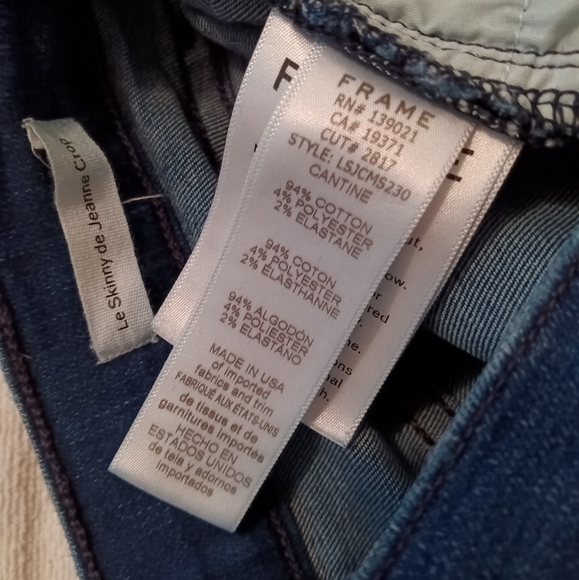 Le Skinny de Jeanne Crop
FRAME
RN# 139021
CA# 19371
CUT# 2817
STYLE: LSJCMS230
CANTINE
94% COTTON
4% POLYESTER
2% ELASTANE
94% COTON
4% POLYESTER
2% ELASTHANNE
94% ALGODÓN
4% POLIESTER
2% ELASTANO
MADE IN USA
of imported
fabrics and trim
FABRIQUÉ AUX ÉTATS-UNIS
de tissus et de
garnitures importés
HECHO EN
ESTADOS UNIDOS
de tela y adornos
importados